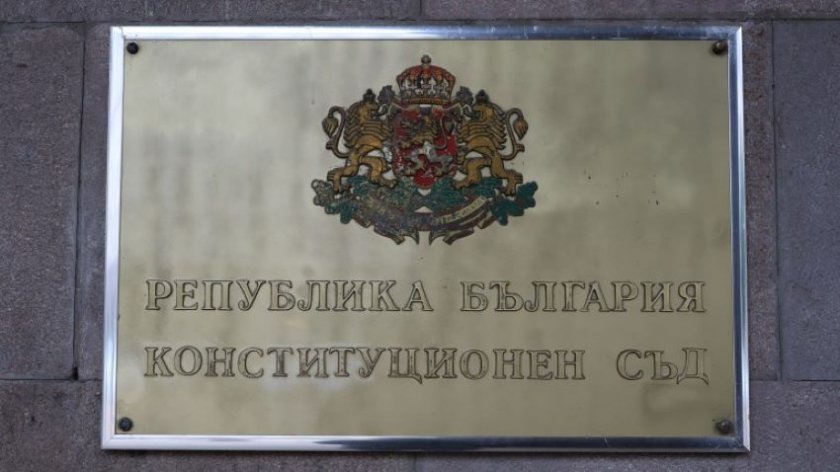 РЕПУБЛИКА БЪЛГАРИЯ
КОНСТИТУЦИОНЕН СЪД